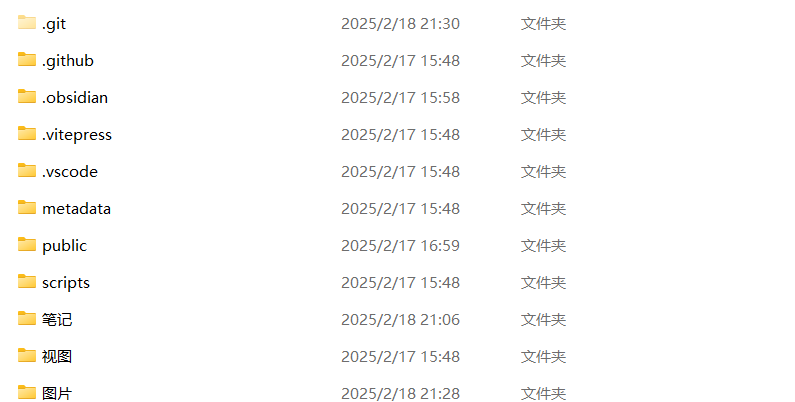 .git 2025/2/18 21:30 文件夹
.github 2025/2/17 15:48 文件夹
.obsidian 2025/2/17 15:58 文件夹
.vitepress 2025/2/17 15:48 文件夹
.vscode 2025/2/17 15:48 文件夹
metadata 2025/2/17 15:48 文件夹
public 2025/2/17 16:59 文件夹
scripts 2025/2/17 15:48 文件夹
笔记 2025/2/18 21:06 文件夹
视图 2025/2/17 15:48 文件夹
图片 2025/2/18 21:28 文件夹